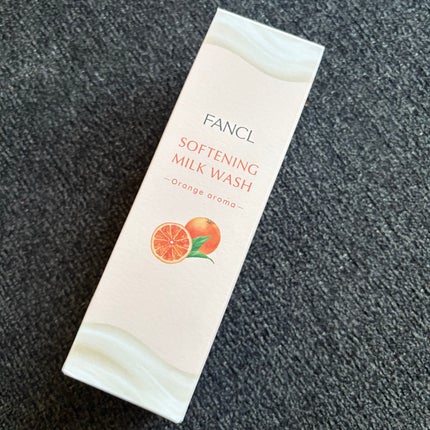 FANCL
SOFTENING
MILK WASH
—Orange aroma—